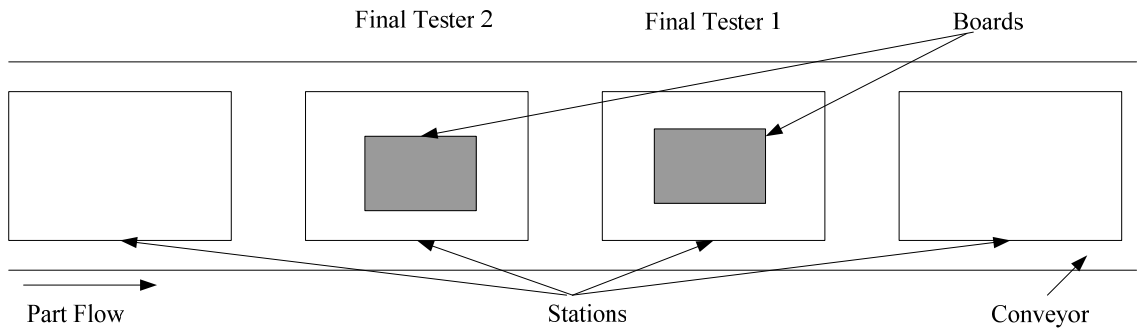 Final Tester 2
Final Tester 1
Boards
Part Flow
Stations
Conveyor